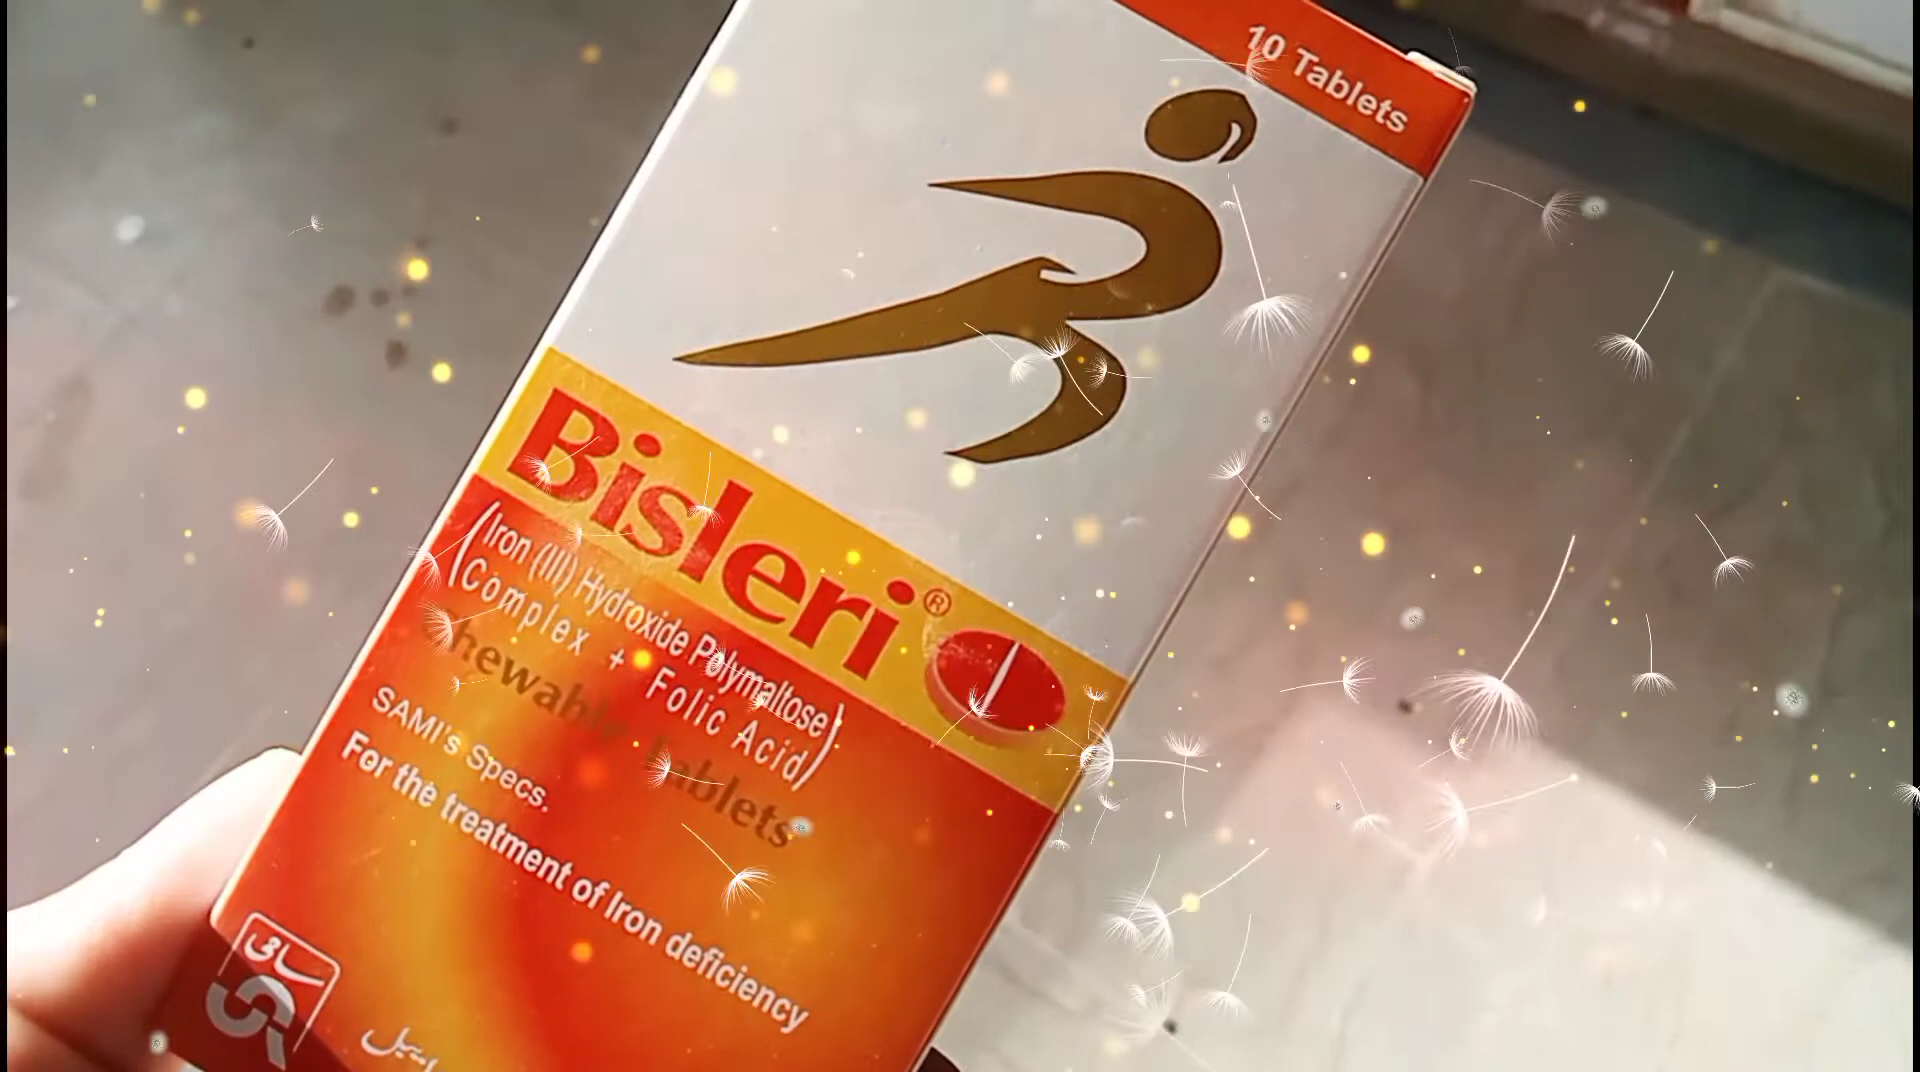 10 Tablets
Bisleri®
(Iron (III) Hydroxide Polymaltose
Complex + Folic Acid)
Chewable tablets
SAMI's Specs.
For the treatment of Iron deficiency
سامی